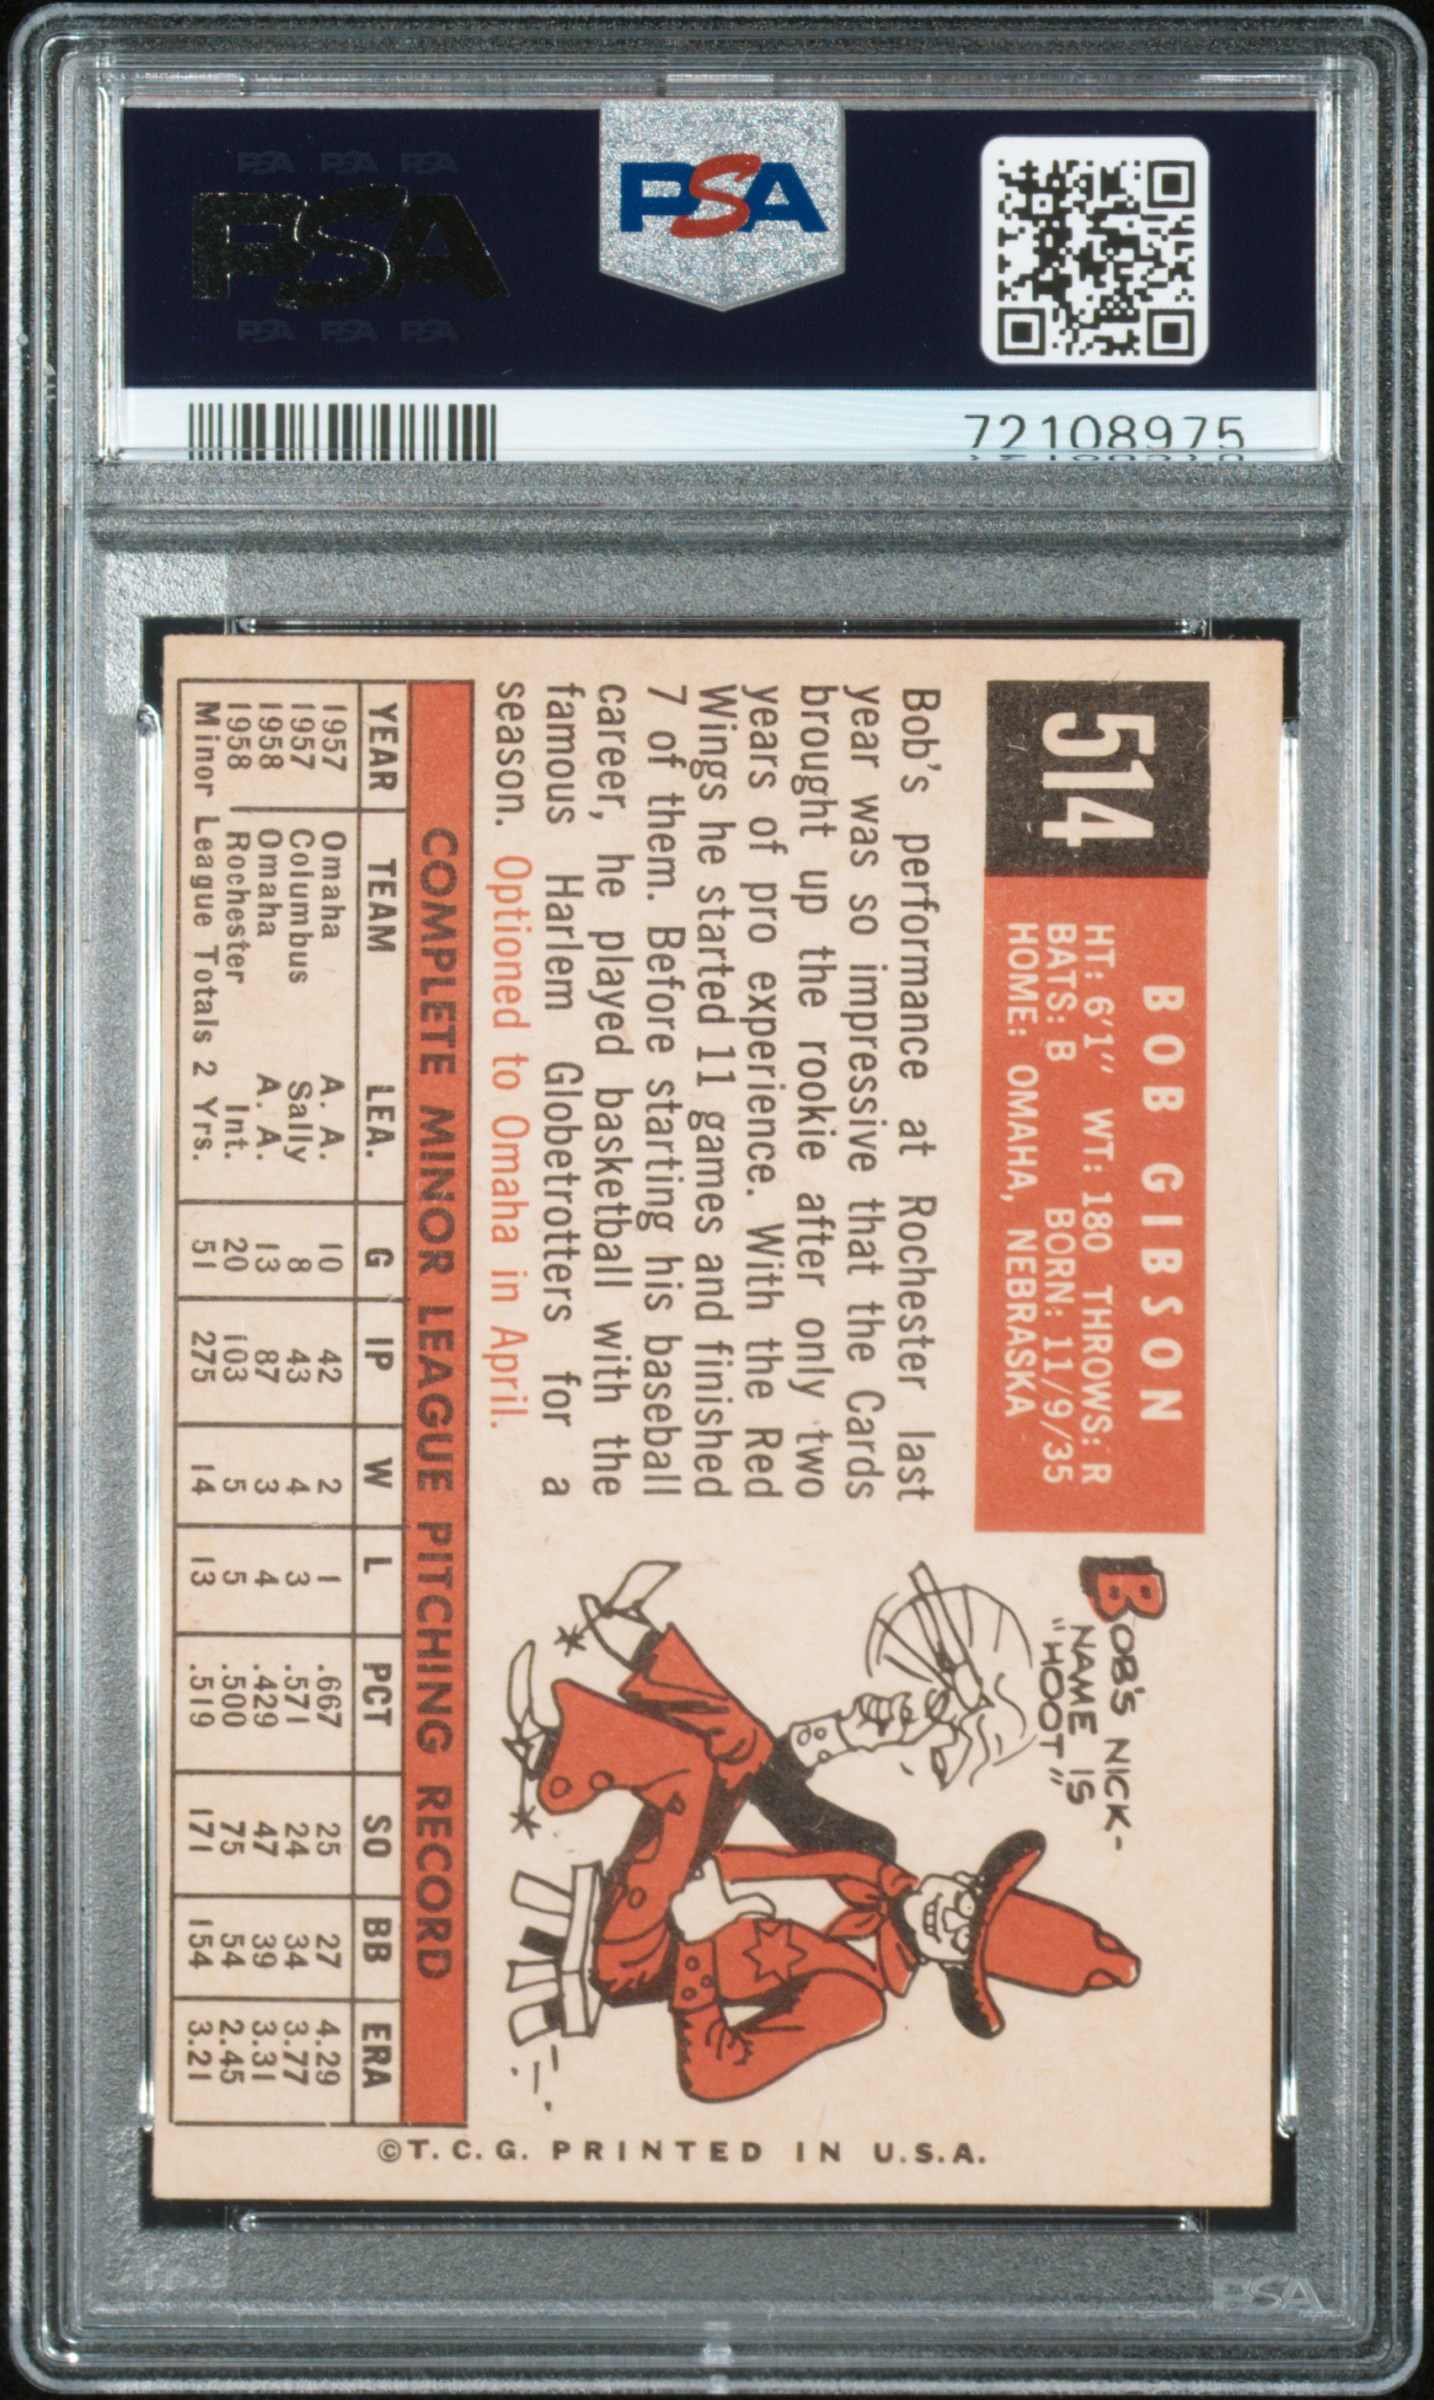 PSA PSA PSA
PSA
PSA PSA PSA
PSA
72108975
514
BOB GIBSON
HT: 6'1" WT: 180 THROWS: R
BATS: B BORN: 11/9/35
HOME: OMAHA, NEBRASKA
Bob's performance at Rochester last
year was so impressive that the Cards
brought up the rookie after only two
years of pro experience. With the Red
Wings he started 11 games and finished
7 of them. Before starting his baseball
career, he played basketball with the
famous Harlem Globetrotters for a
season. Optioned to Omaha in April.
BOB'S NICK-
NAME IS
"HOOT"
COMPLETE MINOR LEAGUE PITCHING RECORD
YEAR TEAM LEA. G IP W L PCT SO BB ERA
1957 Omaha A. A. 10 42 2 1 .667 25 27 4.29
1957 Columbus Sally 8 43 4 3 .571 24 34 3.77
1958 Omaha A. A. 13 87 3 4 .429 47 39 3.31
1958 Rochester Int. 20 103 5 5 .500 75 54 2.45
Minor League Totals 2 Yrs. 51 275 14 13 .519 171 154 3.21
©T. C. G. PRINTED IN U.S.A.
PSA